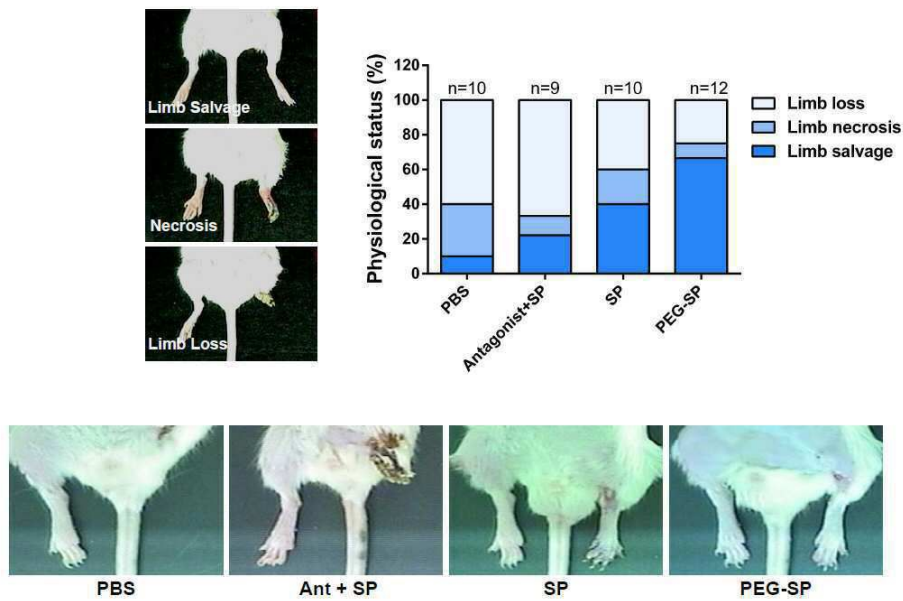 Limb Salvage
Necrosis
Limb Loss
Physiological status (%)
120
100
80
60
40
20
0
n=10
n=9
n=10
n=12
PBS
Antagonist+SP
SP
PEG-SP
Limb loss
Limb necrosis
Limb salvage
PBS
Ant + SP
SP
PEG-SP